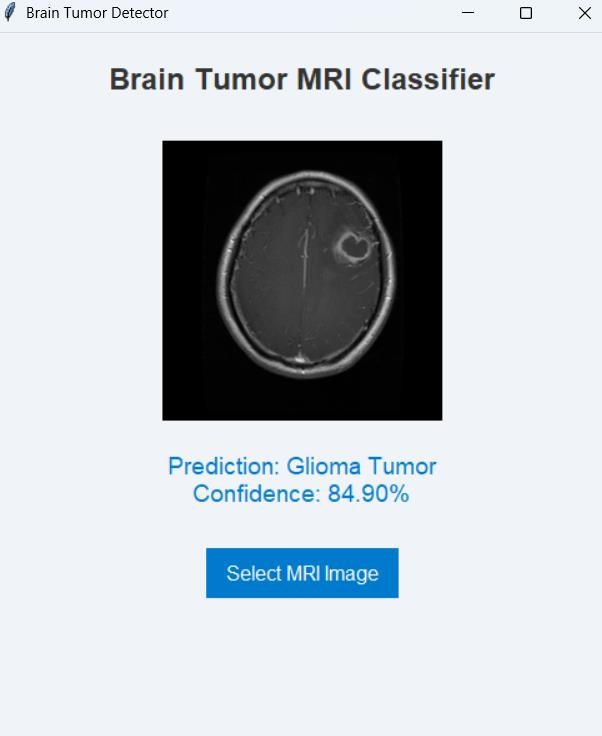 Brain Tumor Detector
Brain Tumor MRI Classifier
Prediction: Glioma Tumor
Confidence: 84.90%
Select MRI Image